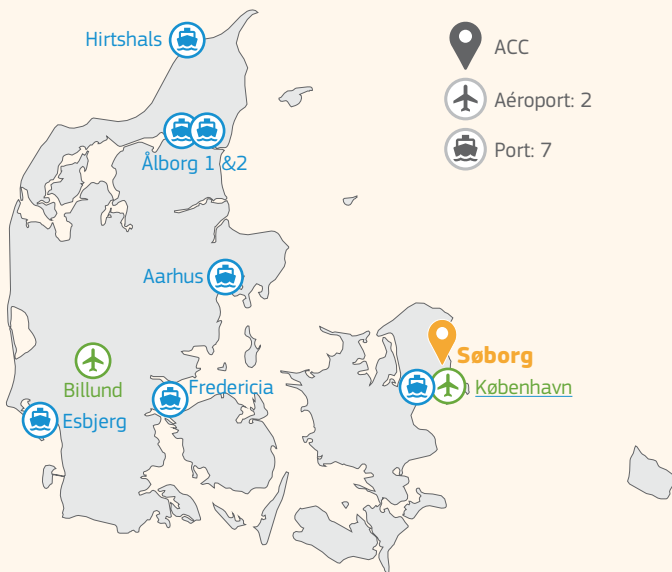 Hirtshals
ACC
Aéroport: 2
Port: 7
Ålborg 1 &2
Aarhus
Søborg
Billund
Fredericia
København
Esbjerg